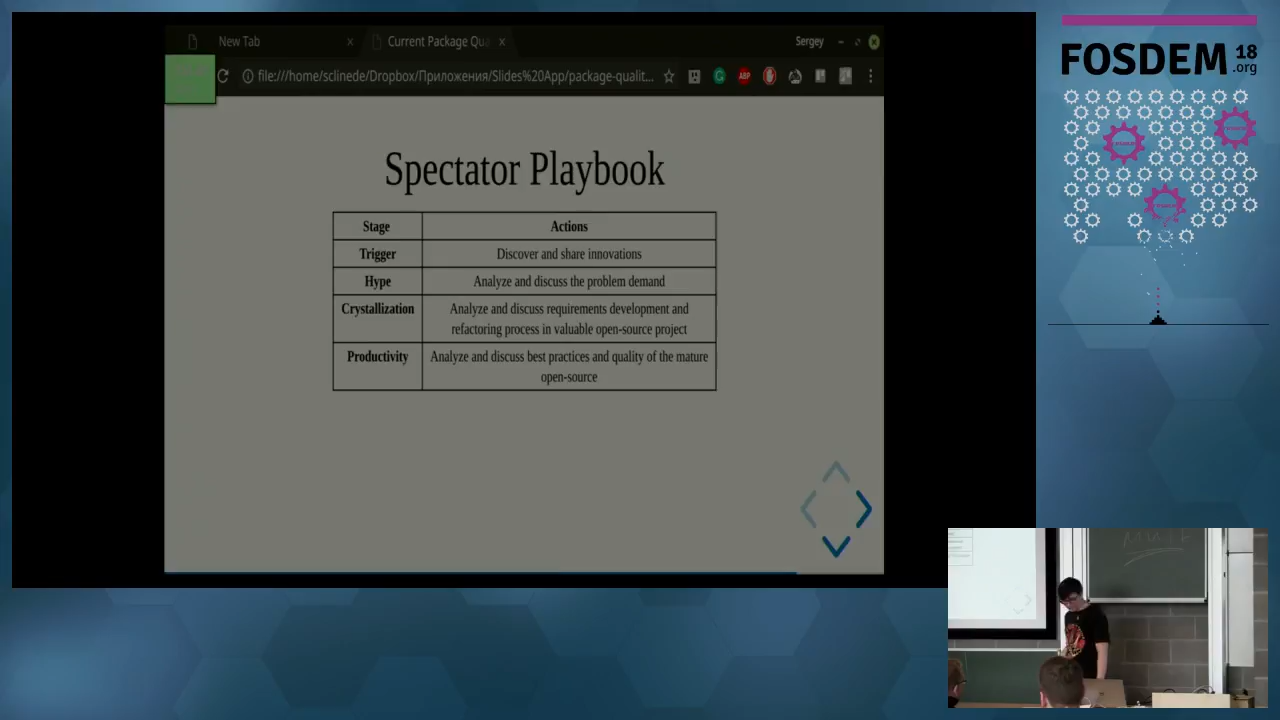 New Tab
Current Package Qua
Sergey
file:///home/sclinede/Dropbox/Приложения/Slides%20App/package-qualit...
ABP
Spectator Playbook
Stage Actions
Trigger Discover and share innovations
Hype Analyze and discuss the problem demand
Crystallization Analyze and discuss requirements development and
refactoring process in valuable open-source project
Productivity Analyze and discuss best practices and quality of the mature
open-source
FOSDEM 18
.org